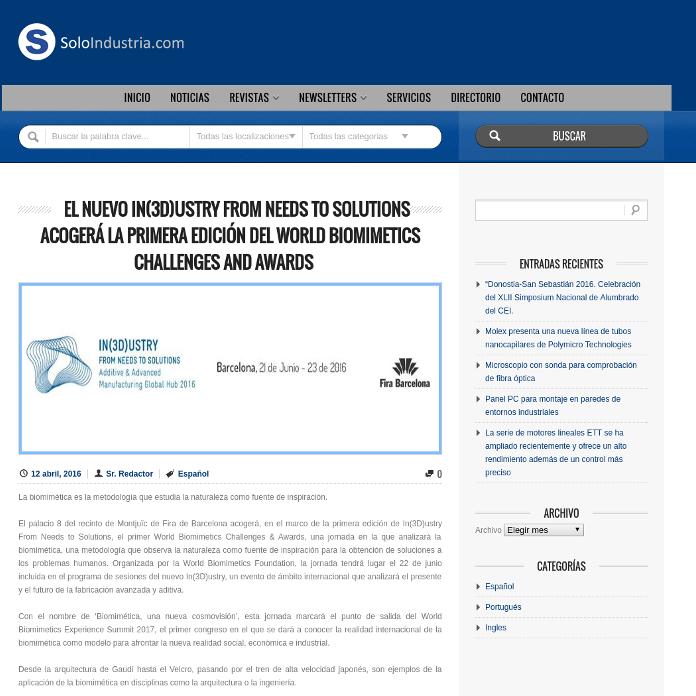 S SoloIndustria.com
INICIO NOTICIAS REVISTAS NEWSLETTERS SERVICIOS DIRECTORIO CONTACTO
Buscar la palabra clave... Todas las localizaciones Todas las categorias BUSCAR
EL NUEVO IN(3D)USTRY FROM NEEDS TO SOLUTIONS
ACOGERÁ LA PRIMERA EDICIÓN DEL WORLD BIOMIMETICS
CHALLENGES AND AWARDS
IN(3D)USTRY
FROM NEEDS TO SOLUTIONS
Additive & Advanced
Manufacturing Global Hub 2016
Barcelona, 21 de Junio - 23 de 2016
Fira Barcelona
12 abril, 2016 Sr. Redactor Español 0
La biomimética es la metodología que estudia la naturaleza como fuente de inspiración.
El palacio 8 del recinto de Montjuïc de Fira de Barcelona acogerá, en el marco de la primera edición de In(3D)ustry
From Needs to Solutions, el primer World Biomimetics Challenges & Awards, una jornada en la que analizará la
biomimética, una metodología que observa la naturaleza como fuente de inspiración para la obtención de soluciones a
los problemas humanos. Organizada por la World Biomimetics Foundation, la jornada tendrá lugar el 22 de junio
incluida en el programa de sesiones del nuevo In(3D)ustry, un evento de ámbito internacional que analizará el presente
y el futuro de la fabricación avanzada y aditiva.
Con el nombre de 'Biomimética, una nueva cosmovisión', esta jornada marcará el punto de salida del World
Biomimetics Experience Summit 2017, el primer congreso en el que se dará a conocer la realidad internacional de la
biomimética como modelo para afrontar la nueva realidad social, económica e industrial.
Desde la arquitectura de Gaudí hasta el Velcro, pasando por el tren de alta velocidad japonés, son ejemplos de la
aplicación de la biomimética en disciplinas como la arquitectura o la ingeniería.
ENTRADAS RECIENTES
"Donostia-San Sebastián 2016. Celebración
del XLII Simposium Nacional de Alumbrado
del CEI.
Molex presenta una nueva línea de tubos
nanocapilares de Polymicro Technologies
Microscopio con sonda para comprobación
de fibra óptica
Panel PC para montaje en paredes de
entornos industriales
La serie de motores lineales ETT se ha
ampliado recientemente y ofrece un alto
rendimiento además de un control más
preciso
ARCHIVO
Archivo Elegir mes
CATEGORÍAS
Español
Portugués
Ingles